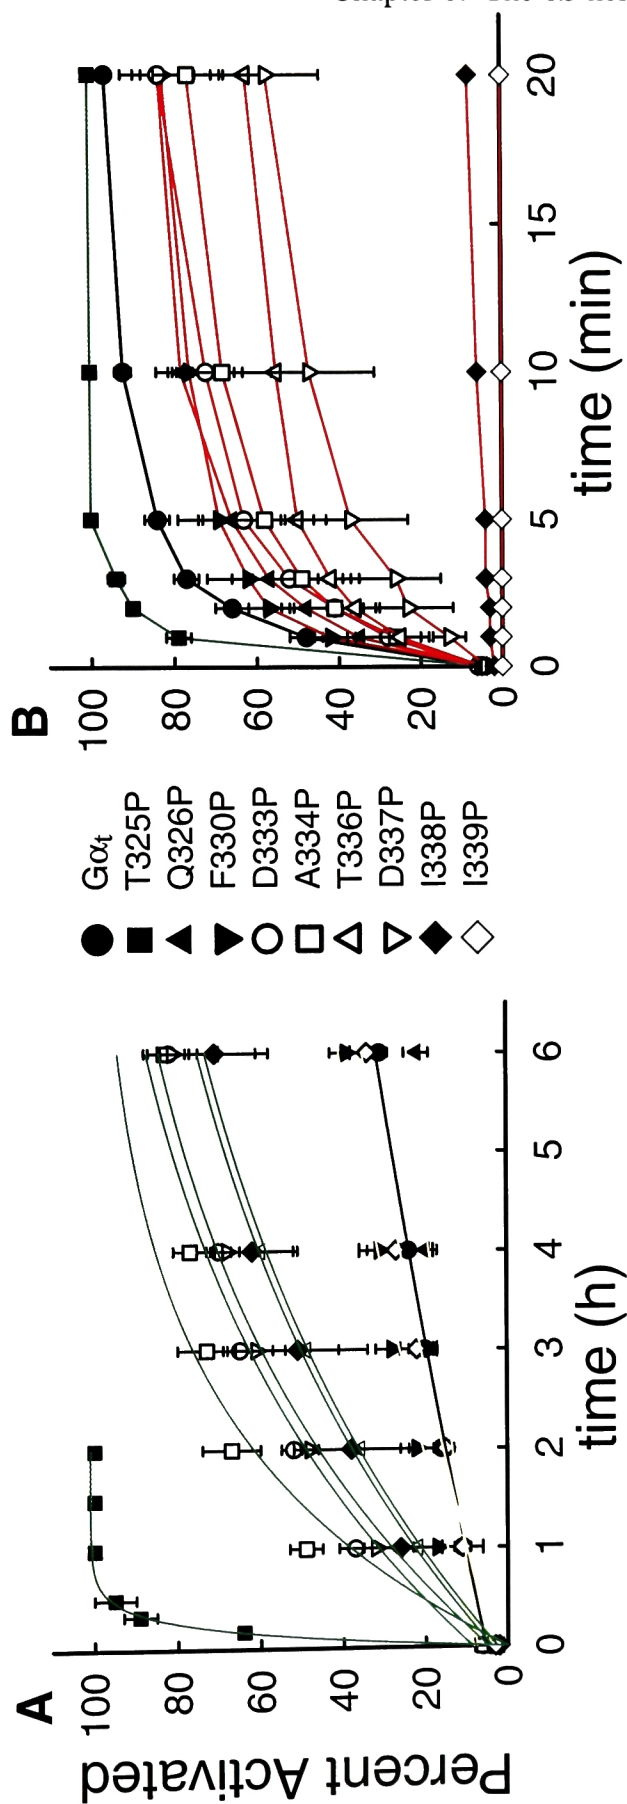 A
Percent Activated
100
80
60
40
20
0
0 1 2 3 4 5 6
time (h)
Gαt
T325P
Q326P
F330P
D333P
A334P
T336P
D337P
I338P
I339P
B
100
80
60
40
20
0
0 5 10 15 20
time (min)